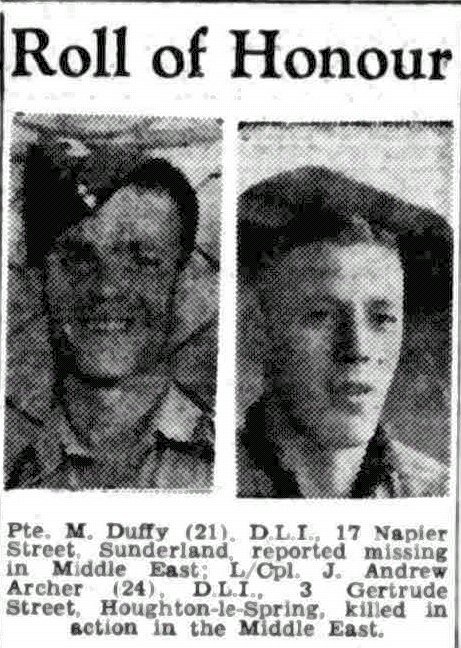 Roll of Honour
Pte. M. Duffy (21), D.L.I., 17 Napier
Street, Sunderland, reported missing
in Middle East; L/Cpl. J. Andrew
Archer (24), D.L.I., 3 Gertrude
Street, Houghton-le-Spring, killed in
action in the Middle East.